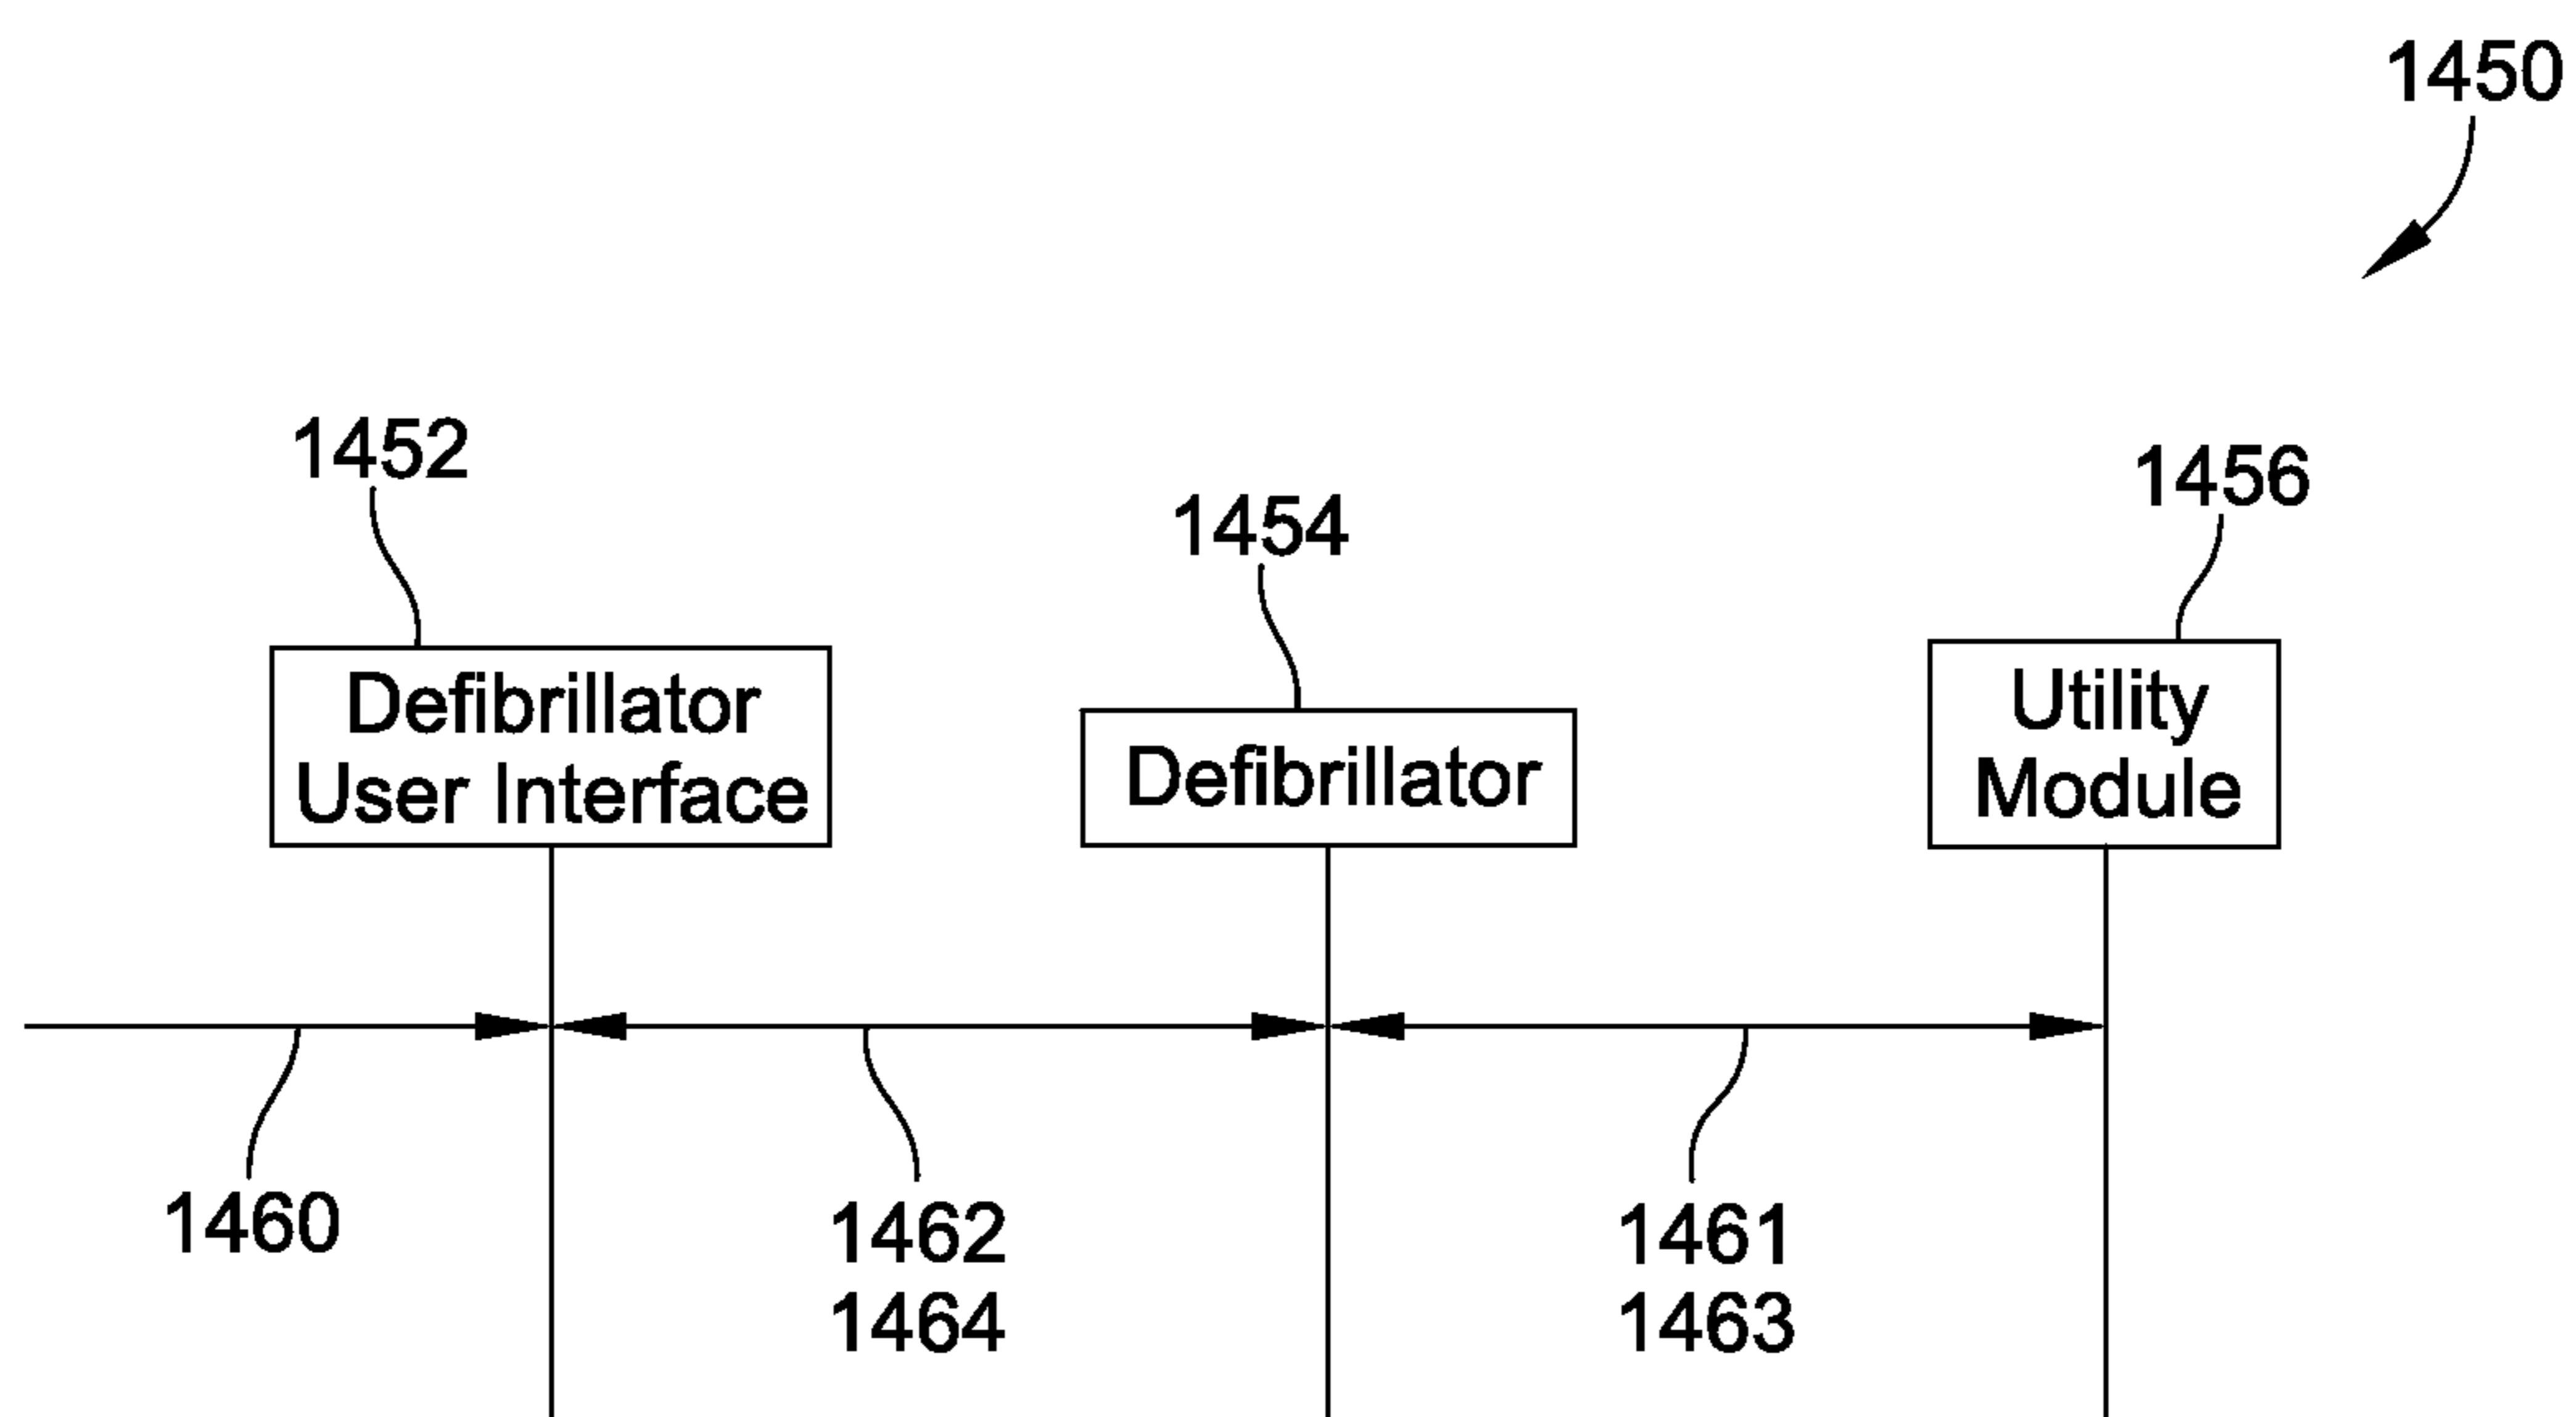 1450
1452
1454
1456
Defibrillator
User Interface
Defibrillator
Utility
Module
1460
1462
1464
1461
1463